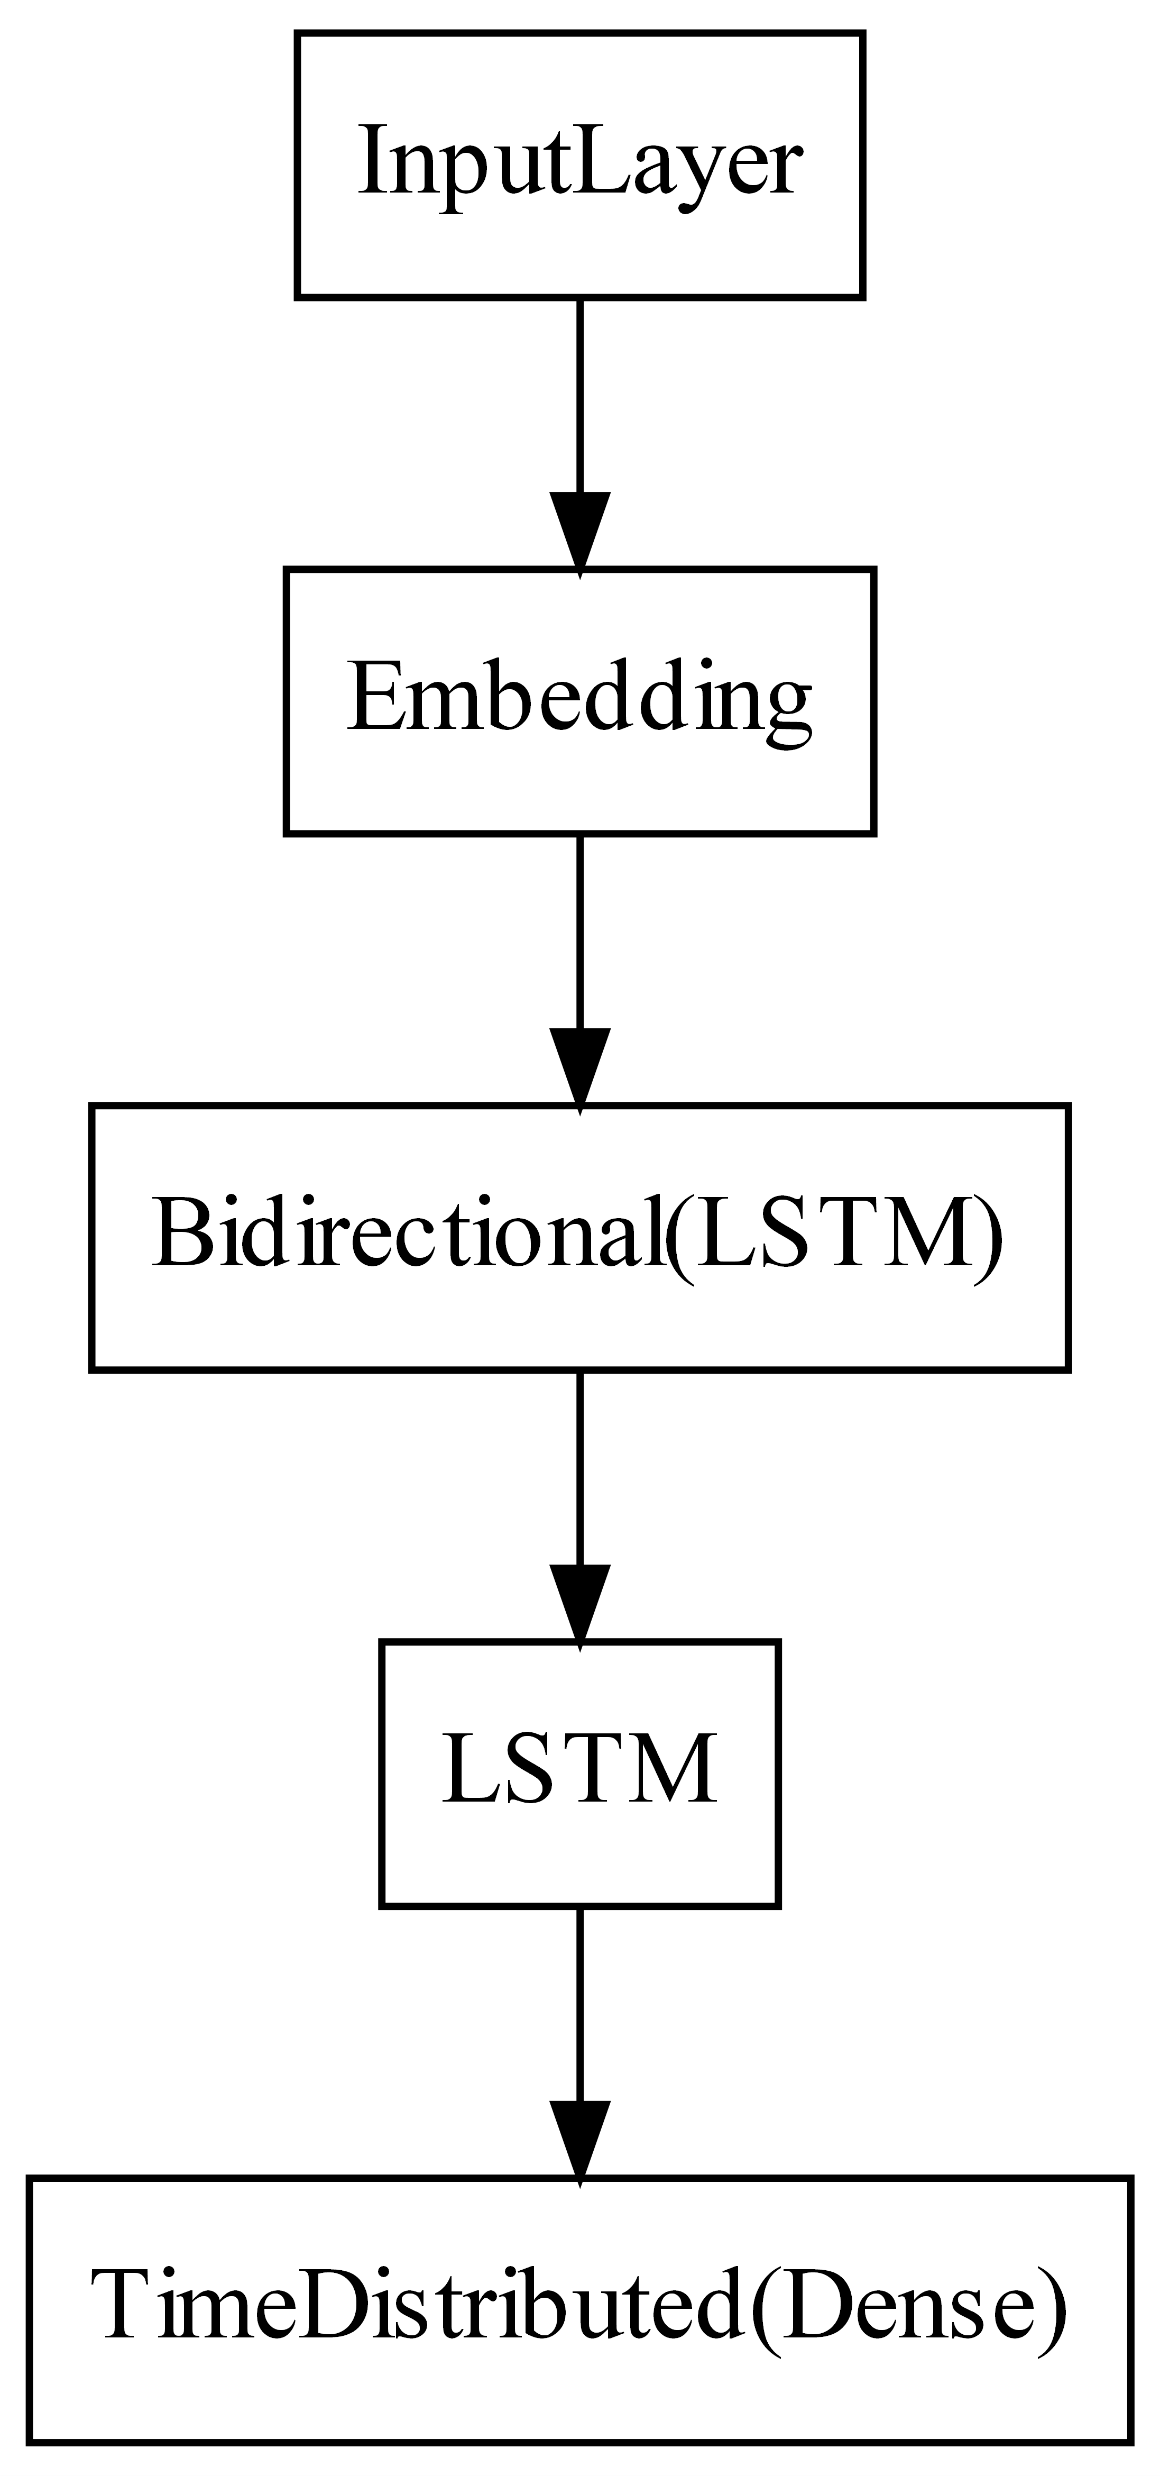 InputLayer
Embedding
Bidirectional(LSTM)
LSTM
TimeDistributed(Dense)